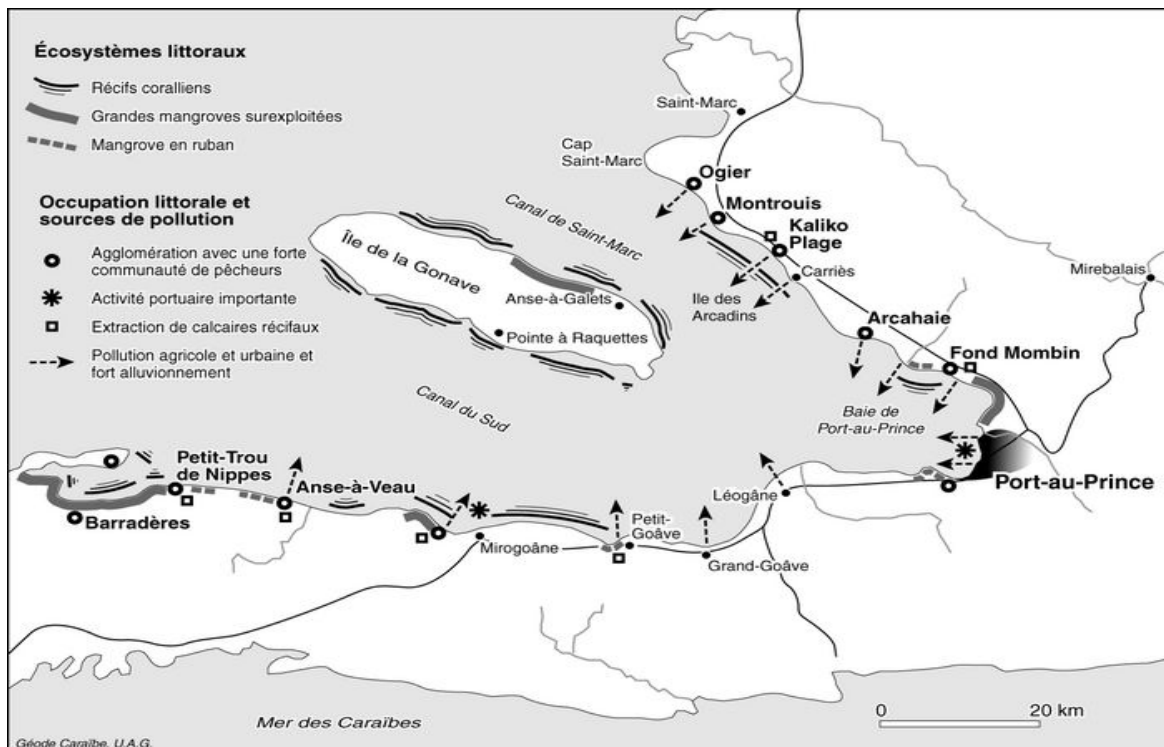 Écosystèmes littoraux
Récifs coralliens
Grandes mangroves surexploitées
Mangrove en ruban
Occupation littorale et
sources de pollution
Agglomération avec une forte
communauté de pêcheurs
Activité portuaire importante
Extraction de calcaires récifaux
Pollution agricole et urbaine et
fort alluvionnement
Saint-Marc
Cap
Saint-Marc
Ogier
Canal de Saint-Marc
Montrouis
Kaliko
Plage
Île de la Gonave
Carriès
Mirebalais
Anse-à-Galets
Ile des
Arcadins
Pointe à Raquettes
Arcahaie
Fond Mombin
Canal du Sud
Baie de
Port-au-Prince
Petit-Trou
de Nippes
Anse-à-Veau
Léogâne
Port-au-Prince
Barradères
Mirogoâne
Petit-
Goâve
Grand-Goâve
Mer des Caraïbes
0 20 km
Géode Caraïbe, U.A.G.